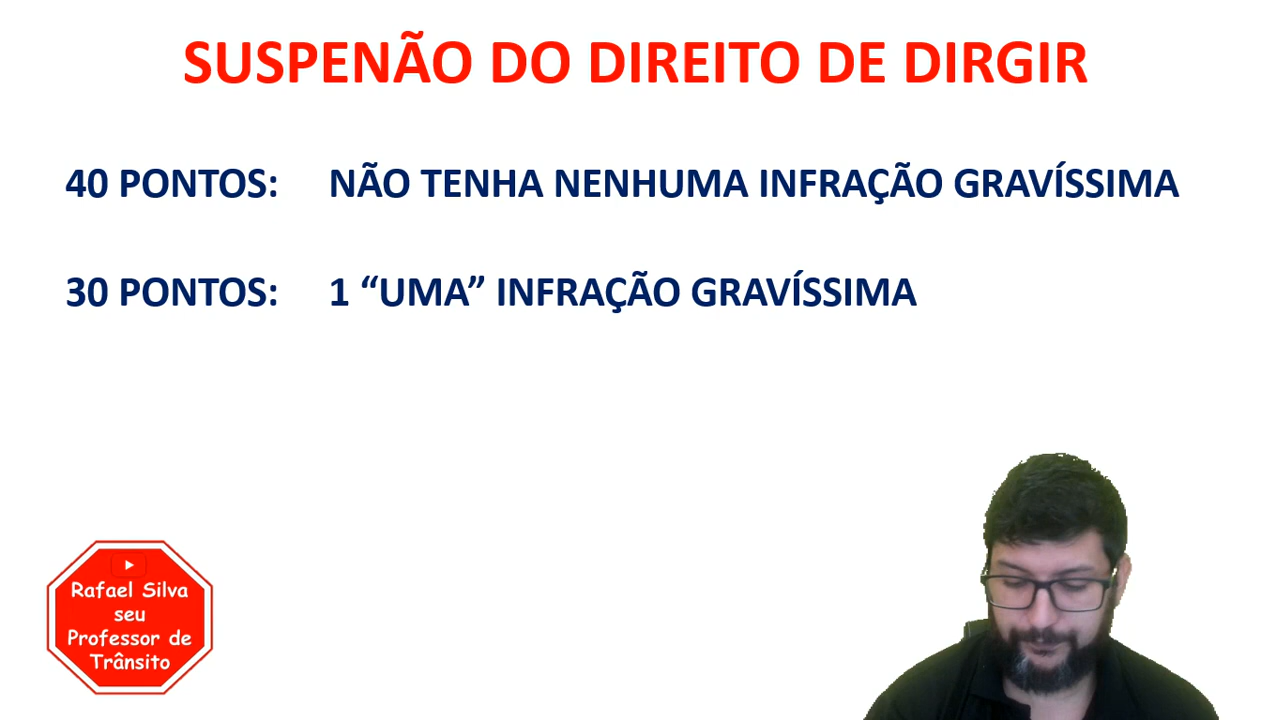 SUSPENÃO DO DIREITO DE DIRGIR
40 PONTOS: NÃO TENHA NENHUMA INFRAÇÃO GRAVÍSSIMA
30 PONTOS: 1 “UMA” INFRAÇÃO GRAVÍSSIMA
Rafael Silva
seu
Professor de
Trânsito